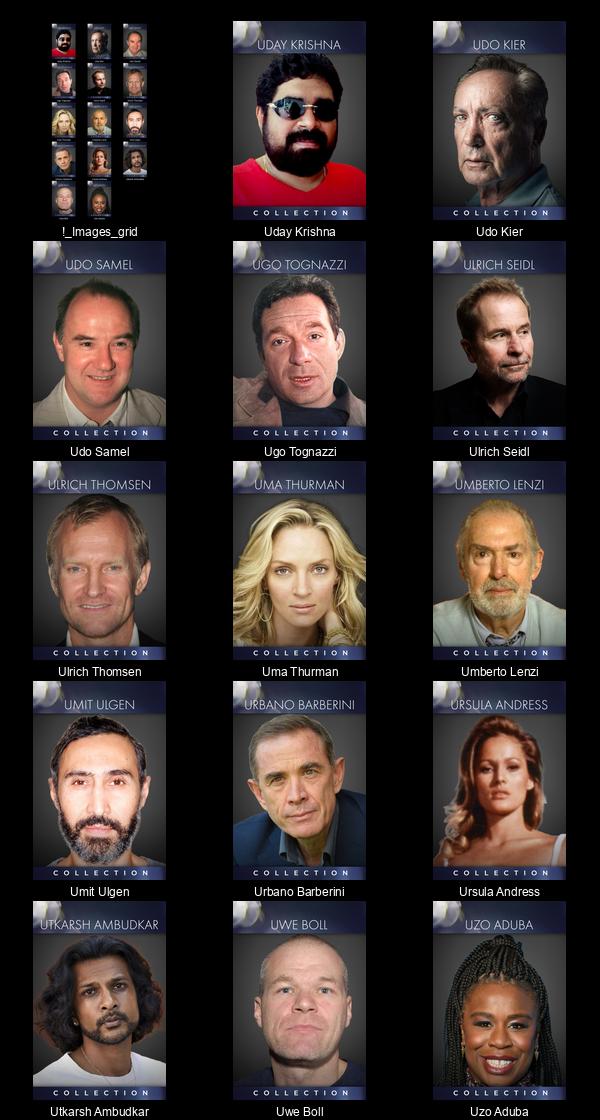 UDAY KRISHNA
UDO KIER
COLLECTION
COLLECTION
!_Images_grid
Uday Krishna
Udo Kier
UDO SAMEL
UGO TOGNAZZI
ULRICH SEIDL
COLLECTION
COLLECTION
COLLECTION
Udo Samel
Ugo Tognazzi
Ulrich Seidl
ULRICH THOMSEN
UMA THURMAN
UMBERTO LENZI
COLLECTION
COLLECTION
COLLECTION
Ulrich Thomsen
Uma Thurman
Umberto Lenzi
UMIT ULGEN
URBANO BARBERINI
URSULA ANDRESS
COLLECTION
COLLECTION
COLLECTION
Umit Ulgen
Urbano Barberini
Ursula Andress
UTKARSH AMBUDKAR
UWE BOLL
UZO ADUBA
COLLECTION
COLLECTION
COLLECTION
Utkarsh Ambudkar
Uwe Boll
Uzo Aduba